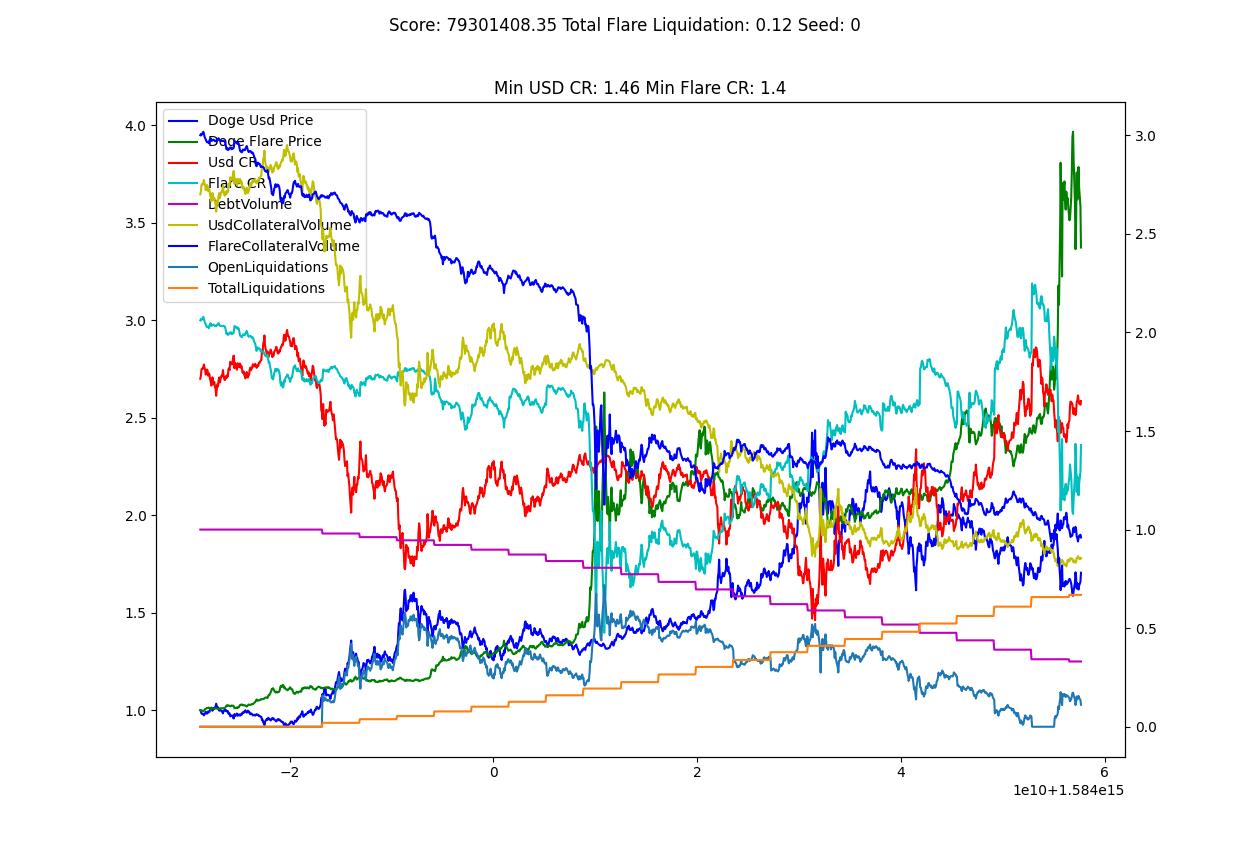 Score: 79301408.35 Total Flare Liquidation: 0.12 Seed: 0
Min USD CR: 1.46 Min Flare CR: 1.4
Doge Usd Price
Doge Flare Price
Usd CR
Flare CR
DebtVolume
UsdCollateralVolume
FlareCollateralVolume
OpenLiquidations
TotalLiquidations
4.0
3.5
3.0
2.5
2.0
1.5
1.0
3.0
2.5
2.0
1.5
1.0
0.5
0.0
−2
0
2
4
6
1e10+1.584e15